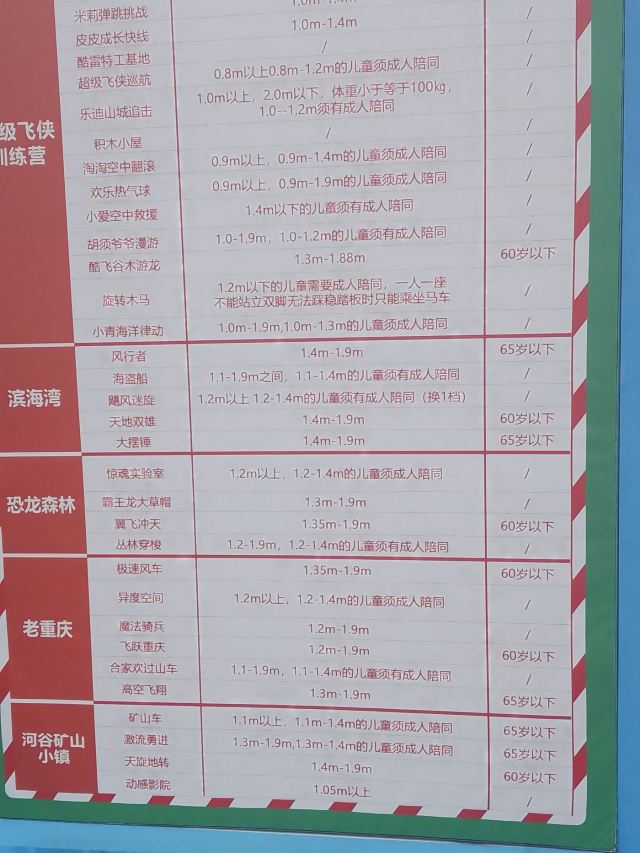 米莉弹跳挑战 1.0m-1.4m /
皮皮成长快线 1.0m-1.4m /
酷雷特工基地 / /
超级飞侠巡航 0.8m以上0.8m-1.2m的儿童须成人陪同 /
乐迪山城追击 1.0m以上，2.0m以下，体重小于等于100kg， /
1.0--1.2m须有成人陪同
级飞侠
训练营
积木小屋 / /
淘淘空中翻滚 0.9m以上，0.9m-1.4m的儿童须成人陪同 /
欢乐热气球 0.9m以上，0.9m-1.9m的儿童须成人陪同 /
小爱空中救援 1.4m以下的儿童须有成人陪同 /
胡须爷爷漫游 1.0-1.9m，1.0-1.2m的儿童须有成人陪同 /
酷飞谷木游龙 1.3m-1.88m 60岁以下
旋转木马 1.2m以下的儿童需要成人陪同，一人一座 /
不能站立双脚无法踩稳踏板时只能乘坐马车
小青海洋律动 1.0m-1.9m,1.0m-1.3m的儿童须成人陪同 /
滨海湾
风行者 1.4m-1.9m 65岁以下
海盗船 1.1-1.9m之间，1.1-1.4m的儿童须有成人陪同 /
飓风迷旋 1.2m以上 1.2-1.4m的儿童须有成人陪同（换1档） /
天地双雄 1.4m-1.9m 60岁以下
大摆锤 1.4m-1.9m 65岁以下
恐龙森林
惊魂实验室 1.2m以上，1.2-1.4m的儿童须成人陪同 /
霸王龙大草帽 1.3m-1.9m /
翼飞冲天 1.35m-1.9m 60岁以下
丛林穿梭 1.2-1.9m，1.2-1.4m的儿童须有成人陪同 /
老重庆
极速风车 1.35m-1.9m 60岁以下
异度空间 1.2m以上，1.2-1.4m的儿童须成人陪同 /
魔法骑兵 1.2m-1.9m /
飞跃重庆 1.2m-1.9m 60岁以下
合家欢过山车 1.1-1.9m，1.1-1.4m的儿童须有成人陪同 /
高空飞翔 1.3m-1.9m 65岁以下
河谷矿山
小镇
矿山车 1.1m以上，1.1m-1.4m的儿童须成人陪同 65岁以下
激流勇进 1.3m-1.9m,1.3m-1.4m的儿童须成人陪同 65岁以下
天旋地转 1.4m-1.9m 60岁以下
动感影院 1.05m以上 /